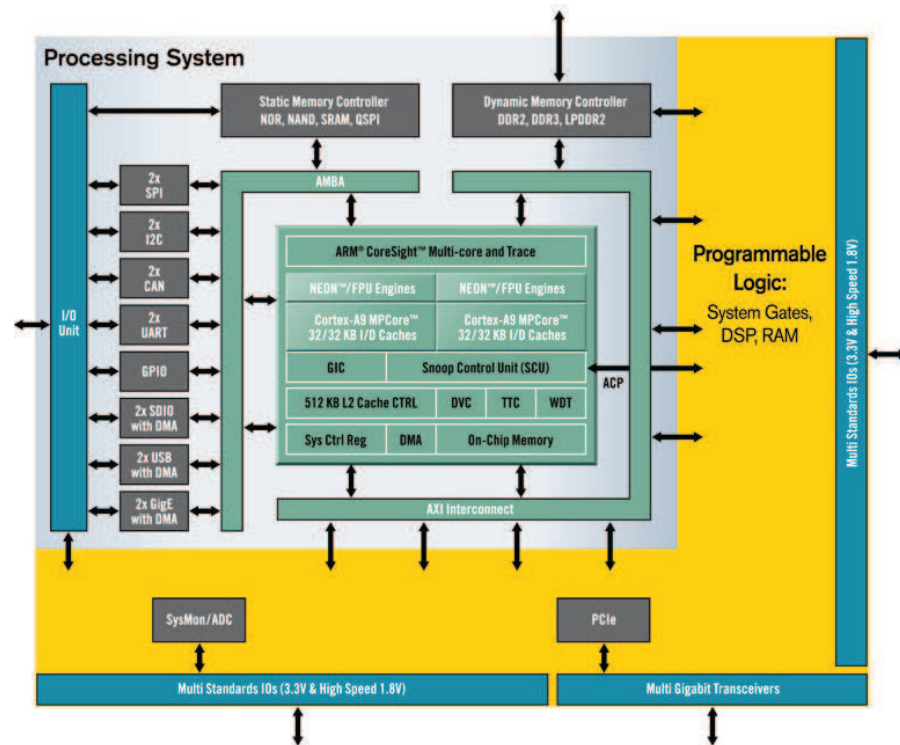 Processing System
Static Memory Controller
NOR, NAND, SRAM, QSPI
Dynamic Memory Controller
DDR2, DDR3, LPDDR2
AMBA
2x
SPI
2x
I2C
2x
CAN
2x
UART
GPIO
2x SDIO
with DMA
2x USB
with DMA
2x GigE
with DMA
I/O
Unit
ARM® CoreSight™ Multi-core and Trace
NEON™/FPU Engines
NEON™/FPU Engines
Cortex-A9 MPCore™
32/32 KB I/D Caches
Cortex-A9 MPCore™
32/32 KB I/D Caches
GIC
Snoop Control Unit (SCU)
512 KB L2 Cache CTRL
DVC
TTC
WDT
Sys Ctrl Reg
DMA
On-Chip Memory
ACP
AXI Interconnect
Programmable
Logic:
System Gates,
DSP, RAM
Multi Standards IOs (3.3V & High Speed 1.8V)
SysMon/ADC
PCIe
Multi Standards IOs (3.3V & High Speed 1.8V)
Multi Gigabit Transceivers